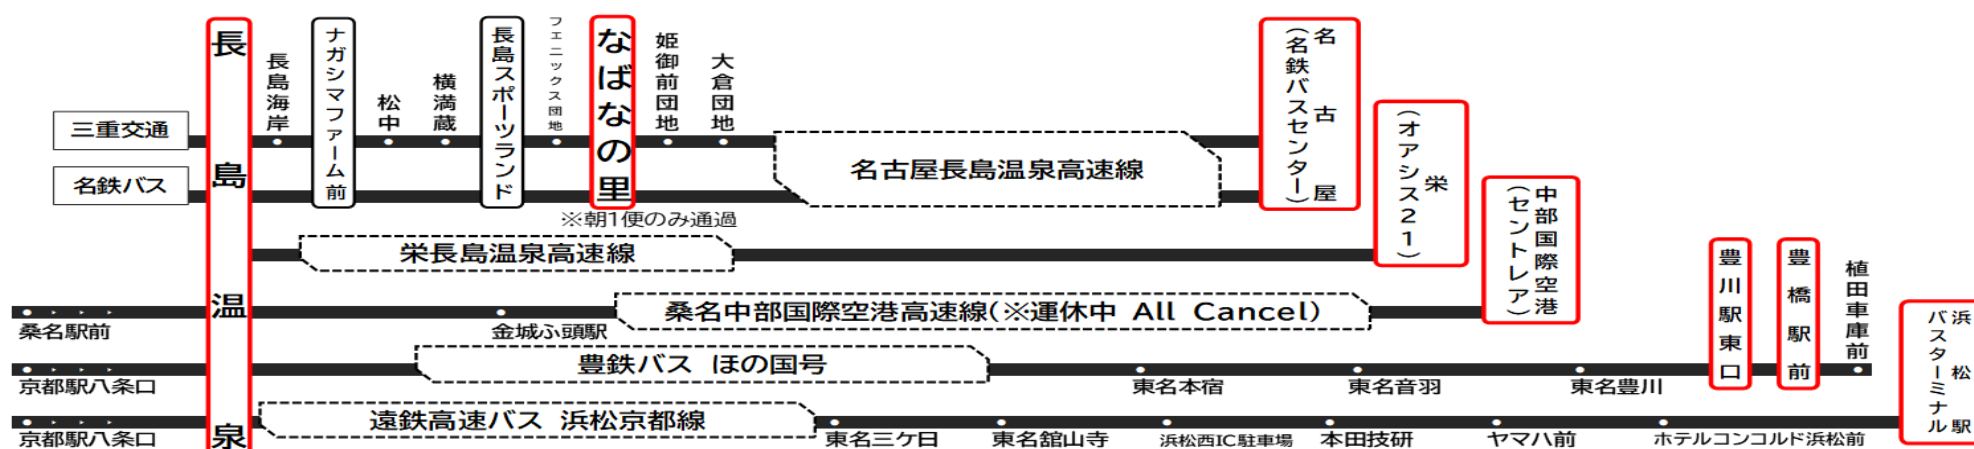 三重交通
名鉄バス
長島温泉
長島海岸
ナガシマファーム前
松中
横満蔵
長島スポーツランド
フェニックス団地
なばなの里
姫御前団地
大倉団地
※朝1便のみ通過
名古屋長島温泉高速線
名古屋
(名鉄バスセンター)
栄長島温泉高速線
栄
(オアシス21)
桑名駅前
金城ふ頭駅
桑名中部国際空港高速線(※運休中 All Cancel)
中部国際空港
(セントレア)
京都駅八条口
豊鉄バス ほの国号
東名本宿
東名音羽
東名豊川
豊川駅東口
豊橋駅前
植田車庫前
京都駅八条口
遠鉄高速バス 浜松京都線
東名三ケ日
東名舘山寺
浜松西IC駐車場
本田技研
ヤマハ前
ホテルコンコルド浜松前
浜松駅
バスターミナル